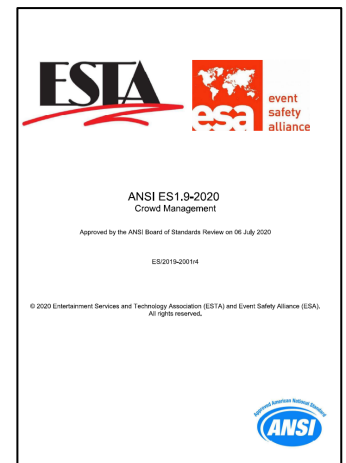 ESTA
esa
event
safety
alliance
ANSI ES1.9-2020
Crowd Management
Approved by the ANSI Board of Standards Review on 06 July 2020
ES/2019-2001r4
© 2020 Entertainment Services and Technology Association (ESTA) and Event Safety Alliance (ESA).
All rights reserved.
Approved American National Standard
ANSI